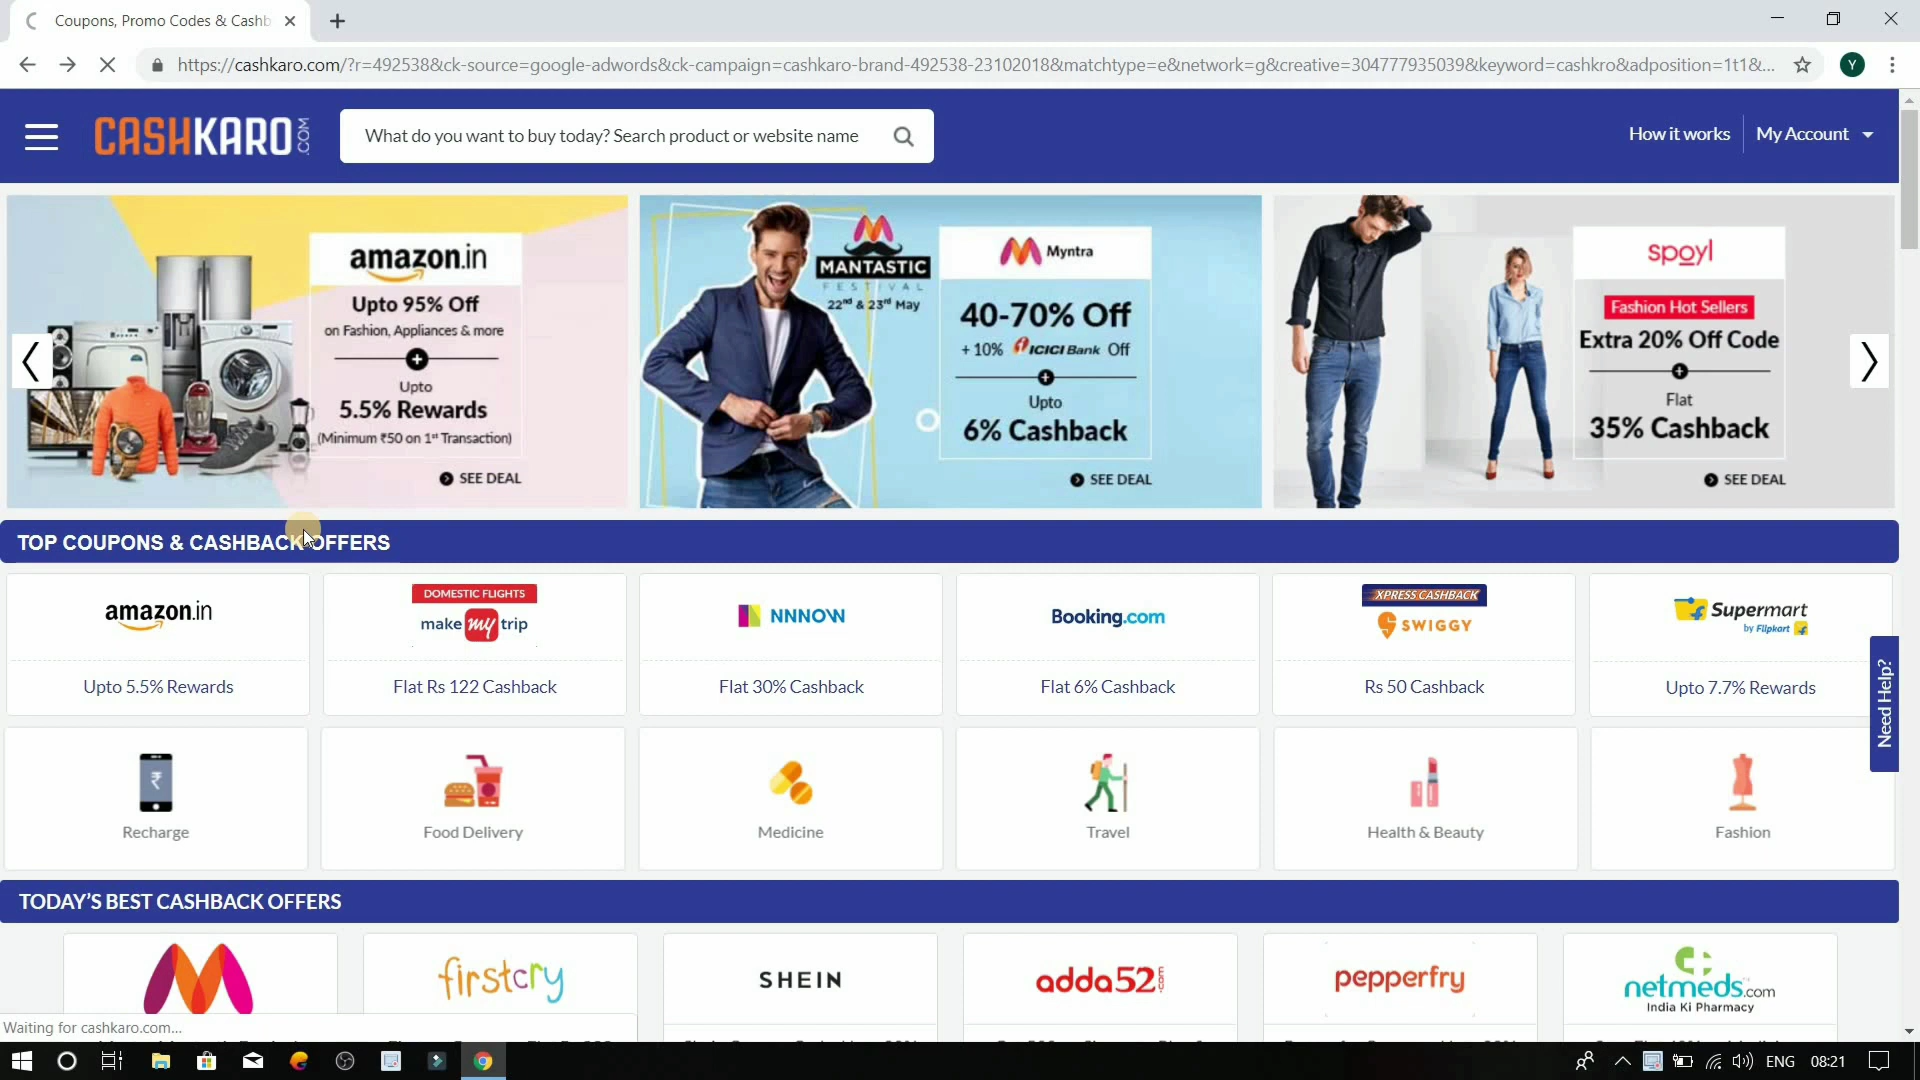 Coupons, Promo Codes & Cashb
https://cashkaro.com/?r=492538&ck-source=google-adwords&ck-campaign=cashkaro-brand-492538-23102018&matchtype=e&network=g&creative=304777935039&keyword=cashkro&adposition=1t1&...
Y
CASHKARO.COM
What do you want to buy today? Search product or website name
How it works
My Account
amazon.in
Upto 95% Off
on Fashion, Appliances & more
Upto
5.5% Rewards
(Minimum ₹50 on 1st Transaction)
SEE DEAL
MANTASTIC
FESTIVAL
22nd & 23rd May
Myntra
40-70% Off
+ 10% ICICI Bank Off
Upto
6% Cashback
SEE DEAL
spoyl
Fashion Hot Sellers
Extra 20% Off Code
Flat
35% Cashback
SEE DEAL
TOP COUPONS & CASHBACK OFFERS
amazon.in
Upto 5.5% Rewards
DOMESTIC FLIGHTS
make my trip
Flat Rs 122 Cashback
NNNOW
Flat 30% Cashback
Booking.com
Flat 6% Cashback
XPRESS CASHBACK
SWIGGY
Rs 50 Cashback
Supermart
by Flipkart
Upto 7.7% Rewards
Need Help?
Recharge
Food Delivery
Medicine
Travel
Health & Beauty
Fashion
TODAY'S BEST CASHBACK OFFERS
firstcry
SHEIN
adda52
pepperfry
netmeds.com
India Ki Pharmacy
Waiting for cashkaro.com...
ENG
08:21